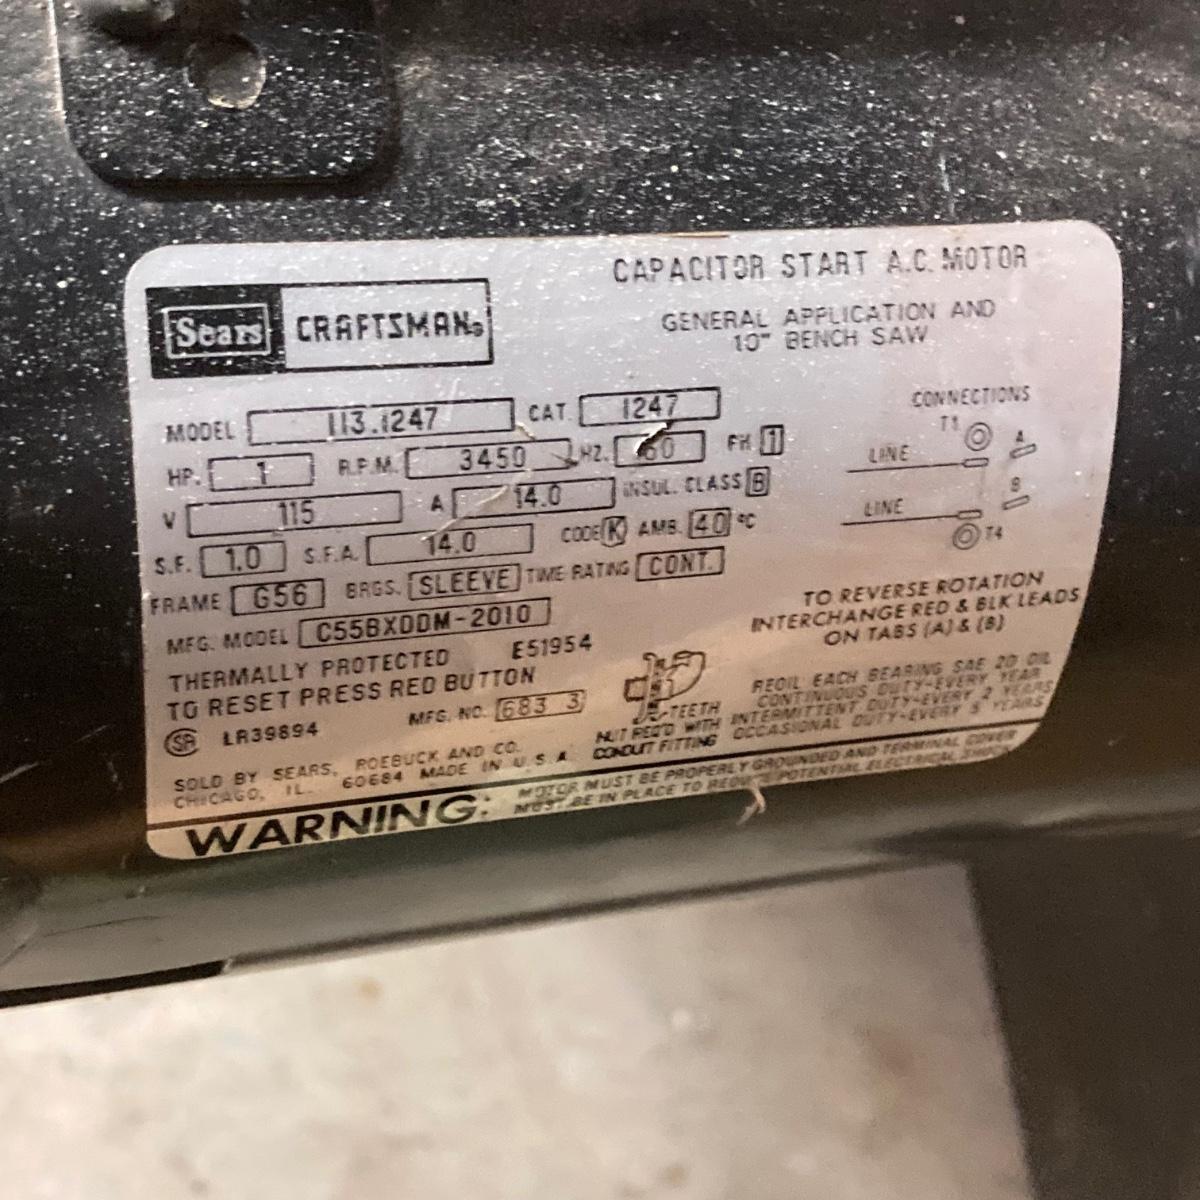 Sears CRAFTSMAN®
CAPACITOR START A.C. MOTOR
GENERAL APPLICATION AND
10" BENCH SAW
MODEL 113.1247 CAT. 1247
HP. 1 R.P.M. 3450 HZ. 60 PH 1
V 115 A 14.0 INSUL. CLASS B
S.F. 1.0 S.F.A. 14.0 CODE K AMB. 40 °C
FRAME G56 BRGS. SLEEVE TIME RATING CONT.
MFG. MODEL C55BXDDM-2010
THERMALLY PROTECTED E51954
TO RESET PRESS RED BUTTON
SA LR39894 MFG. NO. 683 3
SOLD BY SEARS, ROEBUCK AND CO.
CHICAGO, IL. 60684 MADE IN U.S.A.
CONNECTIONS
T1
LINE A
B
LINE
T4
TO REVERSE ROTATION
INTERCHANGE RED & BLK LEADS
ON TABS (A) & (B)
TEETH
NUT REQ'D WITH
CONDUIT FITTING
REOIL EACH BEARING SAE 20 OIL
CONTINUOUS DUTY-EVERY YEAR
INTERMITTENT DUTY-EVERY 2 YEARS
OCCASIONAL DUTY-EVERY 5 YEARS
WARNING: MOTOR MUST BE PROPERLY GROUNDED AND TERMINAL COVER
MUST BE IN PLACE TO REDUCE POTENTIAL ELECTRICAL SHOCK